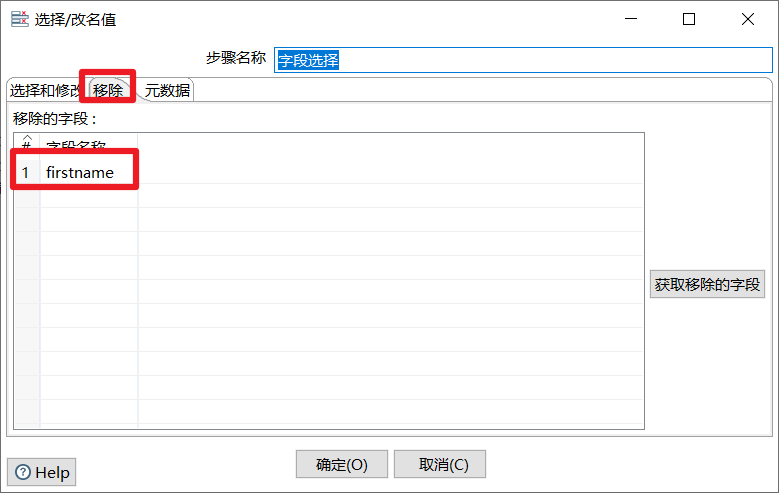 选择/改名值
步骤名称 字段选择
选择和修改 移除 元数据
移除的字段 :
# 字段名称
1 firstname
获取移除的字段
Help 确定(O) 取消(C)